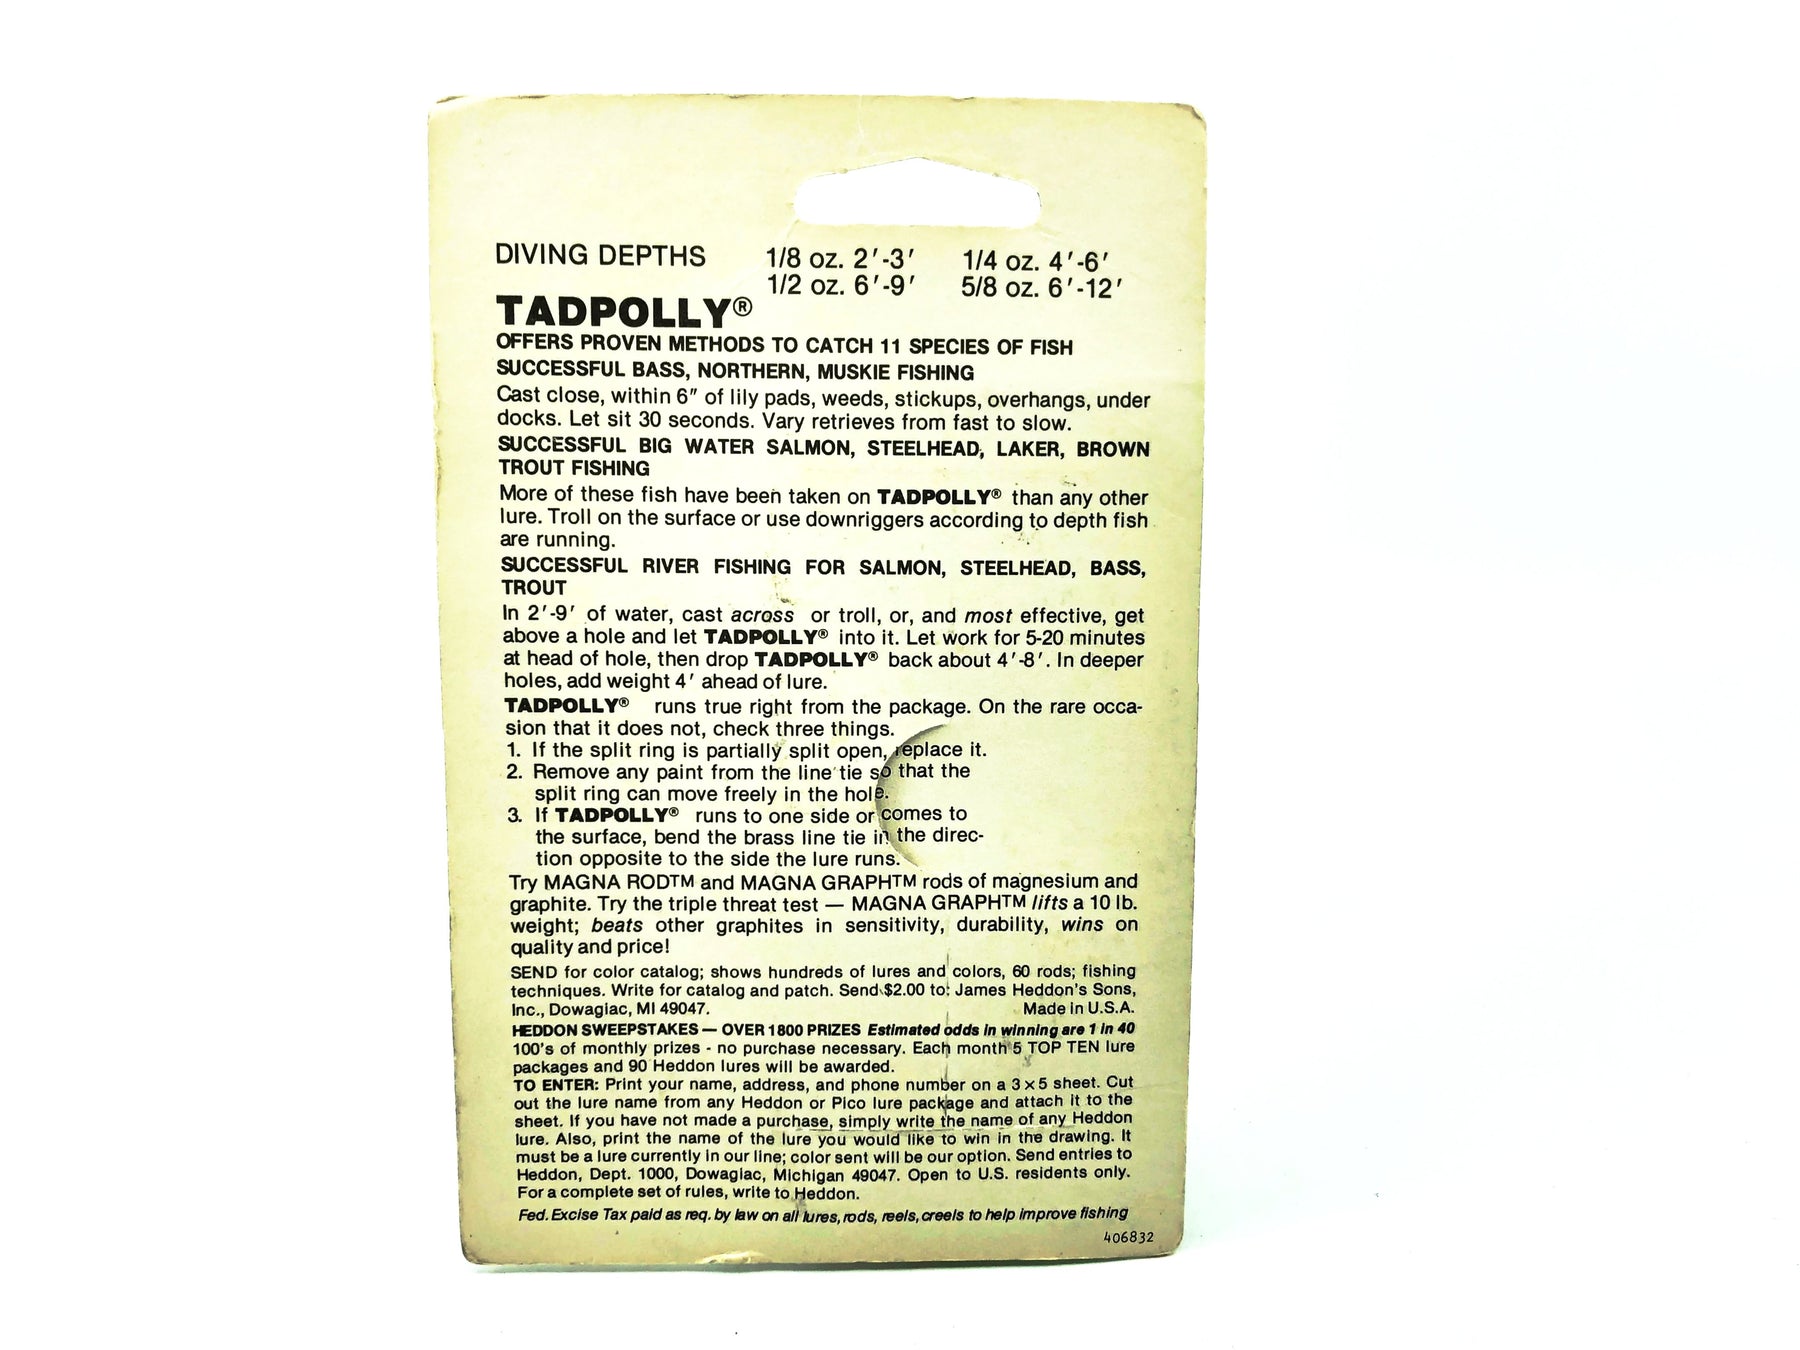 DIVING DEPTHS 1/8 oz. 2'-3' 1/4 oz. 4'-6'
1/2 oz. 6'-9' 5/8 oz. 6'-12'
TADPOLLY®
OFFERS PROVEN METHODS TO CATCH 11 SPECIES OF FISH
SUCCESSFUL BASS, NORTHERN, MUSKIE FISHING
Cast close, within 6" of lily pads, weeds, stickups, overhangs, under
docks. Let sit 30 seconds. Vary retrieves from fast to slow.
SUCCESSFUL BIG WATER SALMON, STEELHEAD, LAKER, BROWN
TROUT FISHING
More of these fish have been taken on TADPOLLY® than any other
lure. Troll on the surface or use downriggers according to depth fish
are running.
SUCCESSFUL RIVER FISHING FOR SALMON, STEELHEAD, BASS,
TROUT
In 2'-9' of water, cast across or troll, or, and most effective, get
above a hole and let TADPOLLY® into it. Let work for 5-20 minutes
at head of hole, then drop TADPOLLY® back about 4'-8'. In deeper
holes, add weight 4' ahead of lure.
TADPOLLY® runs true right from the package. On the rare occa-
sion that it does not, check three things.
1. If the split ring is partially split open, replace it.
2. Remove any paint from the line tie so that the
split ring can move freely in the hole.
3. If TADPOLLY® runs to one side or comes to
the surface, bend the brass line tie in the direc-
tion opposite to the side the lure runs.
Try MAGNA RODTM and MAGNA GRAPHTM rods of magnesium and
graphite. Try the triple threat test — MAGNA GRAPHTM lifts a 10 lb.
weight; beats other graphites in sensitivity, durability, wins on
quality and price!
SEND for color catalog; shows hundreds of lures and colors, 60 rods; fishing
techniques. Write for catalog and patch. Send $2.00 to: James Heddon's Sons,
Inc., Dowagiac, MI 49047. Made in U.S.A.
HEDDON SWEEPSTAKES — OVER 1800 PRIZES Estimated odds in winning are 1 in 40
100's of monthly prizes - no purchase necessary. Each month 5 TOP TEN lure
packages and 90 Heddon lures will be awarded.
TO ENTER: Print your name, address, and phone number on a 3 x 5 sheet. Cut
out the lure name from any Heddon or Pico lure package and attach it to the
sheet. If you have not made a purchase, simply write the name of any Heddon
lure. Also, print the name of the lure you would like to win in the drawing. It
must be a lure currently in our line; color sent will be our option. Send entries to
Heddon, Dept. 1000, Dowagiac, Michigan 49047. Open to U.S. residents only.
For a complete set of rules, write to Heddon.
Fed. Excise Tax paid as req. by law on all lures, rods, reels, creels to help improve fishing
406832